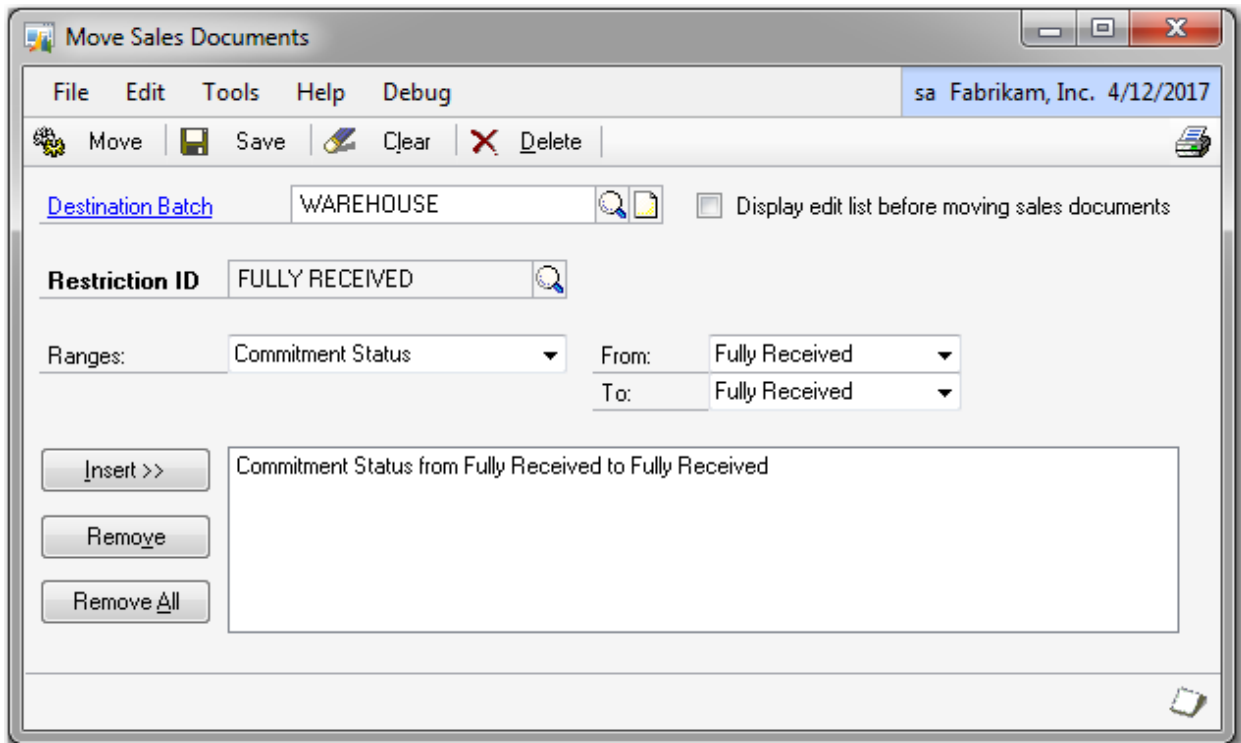 Move Sales Documents
File Edit Tools Help Debug sa Fabrikam, Inc. 4/12/2017
Move Save Clear Delete
Destination Batch WAREHOUSE Display edit list before moving sales documents
Restriction ID FULLY RECEIVED
Ranges: Commitment Status From: Fully Received
To: Fully Received
Insert >> Commitment Status from Fully Received to Fully Received
Remove
Remove All